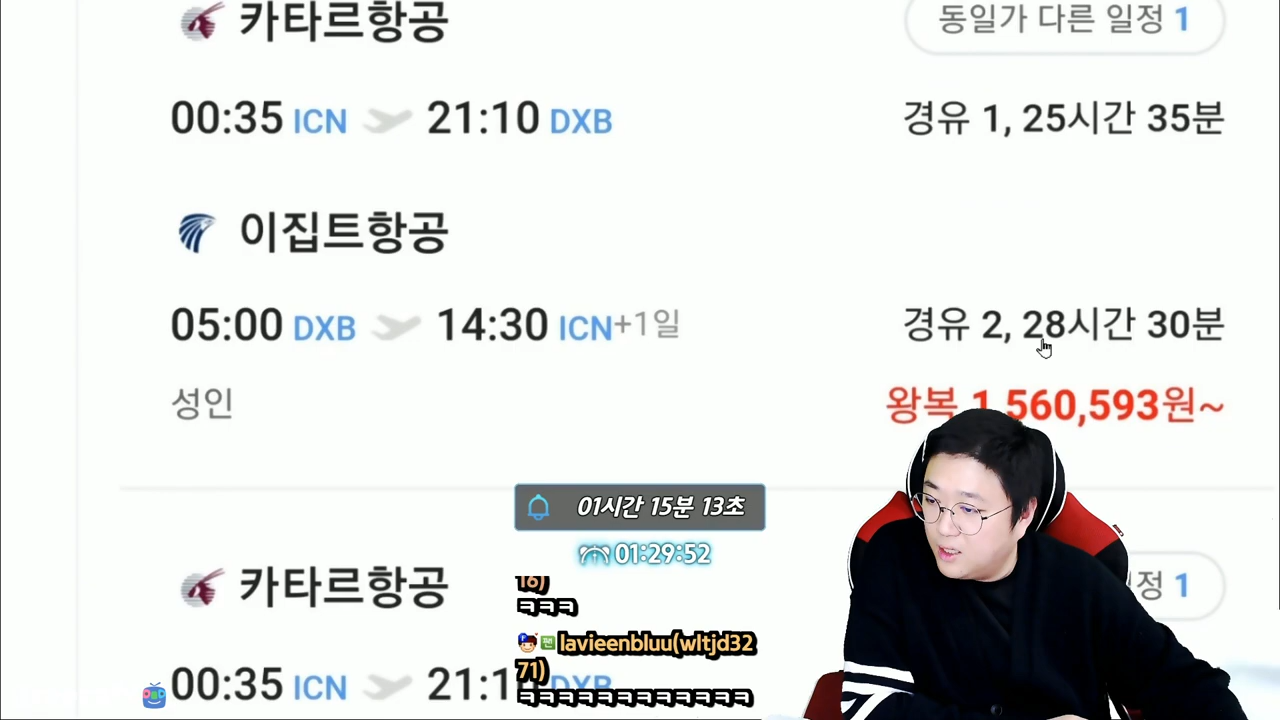 카타르항공
동일가 다른 일정 1
00:35 ICN 21:10 DXB
경유 1, 25시간 35분
이집트항공
05:00 DXB 14:30 ICN+1일
경유 2, 28시간 30분
성인
왕복 1,560,593원~
01시간 15분 13초
01:29:52
16)
ㅋㅋㅋ
카타르항공
정 1
팬 lavieenbluu(wltjd32
71)
00:35 ICN 21:1 DXB
ㅋㅋㅋㅋㅋㅋㅋㅋㅋㅋㅋㅋ